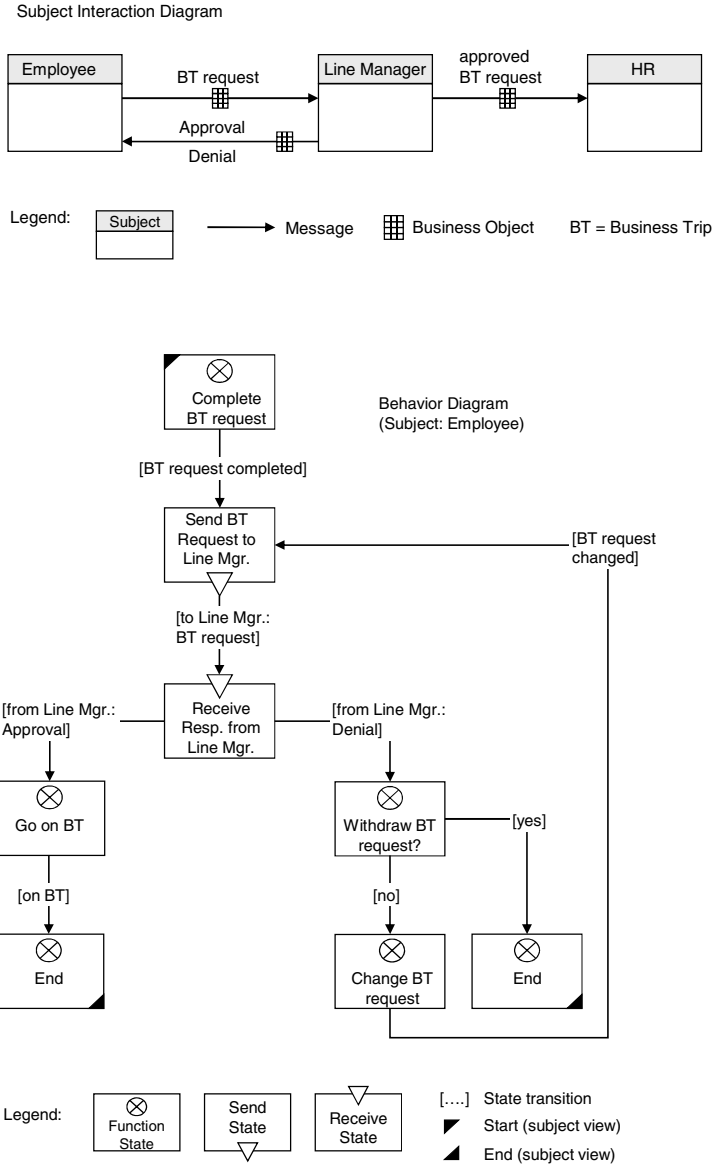 Subject Interaction Diagram
Employee
BT request
Line Manager
approved
BT request
HR
Approval
Denial
Legend:
Subject
Message
Business Object
BT = Business Trip
Complete
BT request
Behavior Diagram
(Subject: Employee)
[BT request completed]
Send BT
Request to
Line Mgr.
[BT request
changed]
[to Line Mgr.:
BT request]
[from Line Mgr.:
Approval]
Receive
Resp. from
Line Mgr.
[from Line Mgr.:
Denial]
Go on BT
Withdraw BT
request?
[yes]
[on BT]
[no]
End
Change BT
request
End
Legend:
Function
State
Send
State
Receive
State
[....] State transition
Start (subject view)
End (subject view)